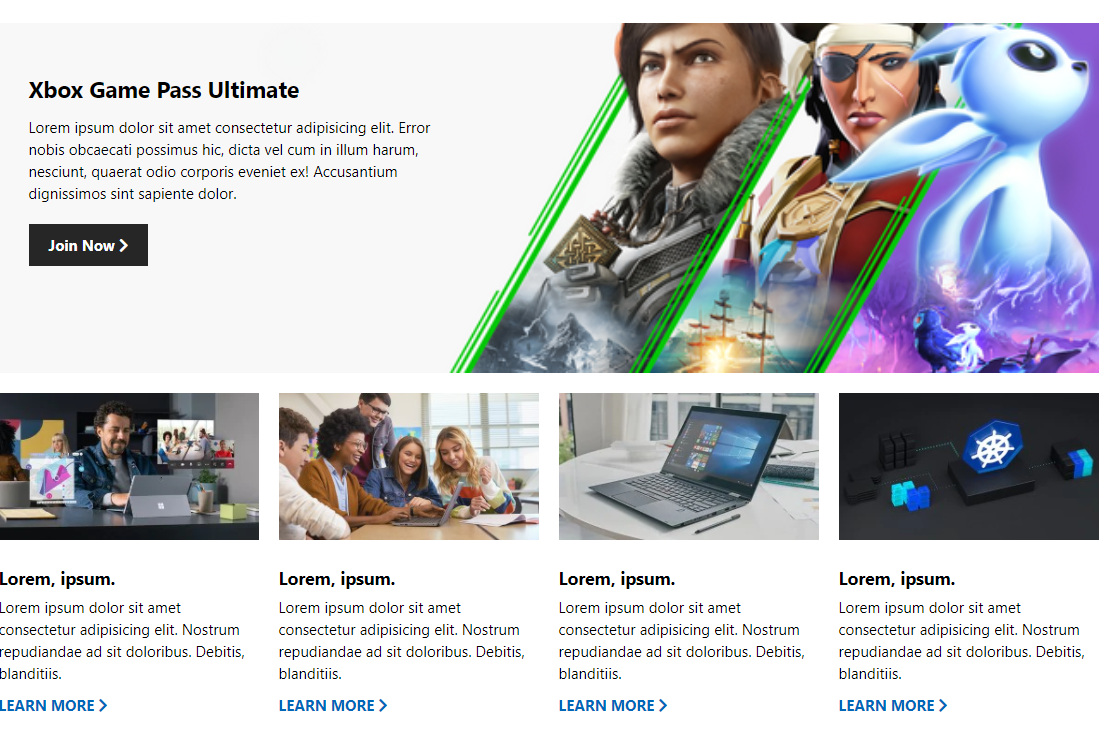 Xbox Game Pass Ultimate
Lorem ipsum dolor sit amet consectetur adipisicing elit. Error
nobis obcaecati possimus hic, dicta vel cum in illum harum,
nesciunt, quaerat odio corporis eveniet ex! Accusantium
dignissimos sint sapiente dolor.
Join Now
Lorem, ipsum.
Lorem ipsum dolor sit amet
consectetur adipisicing elit. Nostrum
repudiandae ad sit doloribus. Debitis,
blanditiis.
LEARN MORE
Lorem, ipsum.
Lorem ipsum dolor sit amet
consectetur adipisicing elit. Nostrum
repudiandae ad sit doloribus. Debitis,
blanditiis.
LEARN MORE
Lorem, ipsum.
Lorem ipsum dolor sit amet
consectetur adipisicing elit. Nostrum
repudiandae ad sit doloribus. Debitis,
blanditiis.
LEARN MORE
Lorem, ipsum.
Lorem ipsum dolor sit amet
consectetur adipisicing elit. Nostrum
repudiandae ad sit doloribus. Debitis,
blanditiis.
LEARN MORE